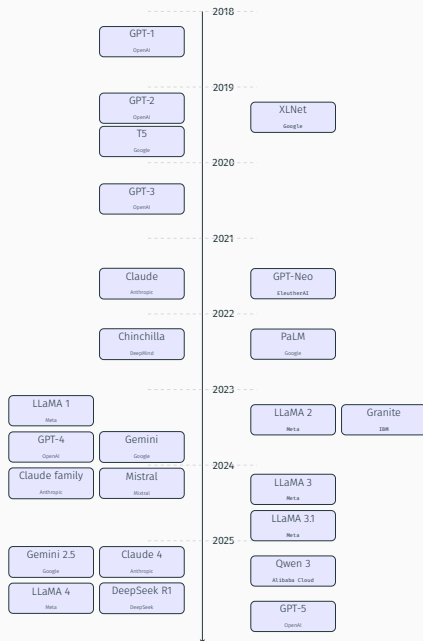 2018
GPT-1
OpenAI
2019
GPT-2
OpenAI
XLNet
Google
T5
Google
2020
GPT-3
OpenAI
2021
Claude
Anthropic
GPT-Neo
EleutherAI
2022
Chinchilla
DeepMind
PaLM
Google
2023
LLaMA 1
Meta
LLaMA 2
Meta
Granite
IBM
GPT-4
OpenAI
Gemini
Google
2024
Claude family
Anthropic
Mistral
Mistral
LLaMA 3
Meta
LLaMA 3.1
Meta
2025
Gemini 2.5
Google
Claude 4
Anthropic
Qwen 3
Alibaba Cloud
LLaMA 4
Meta
DeepSeek R1
DeepSeek
GPT-5
OpenAI